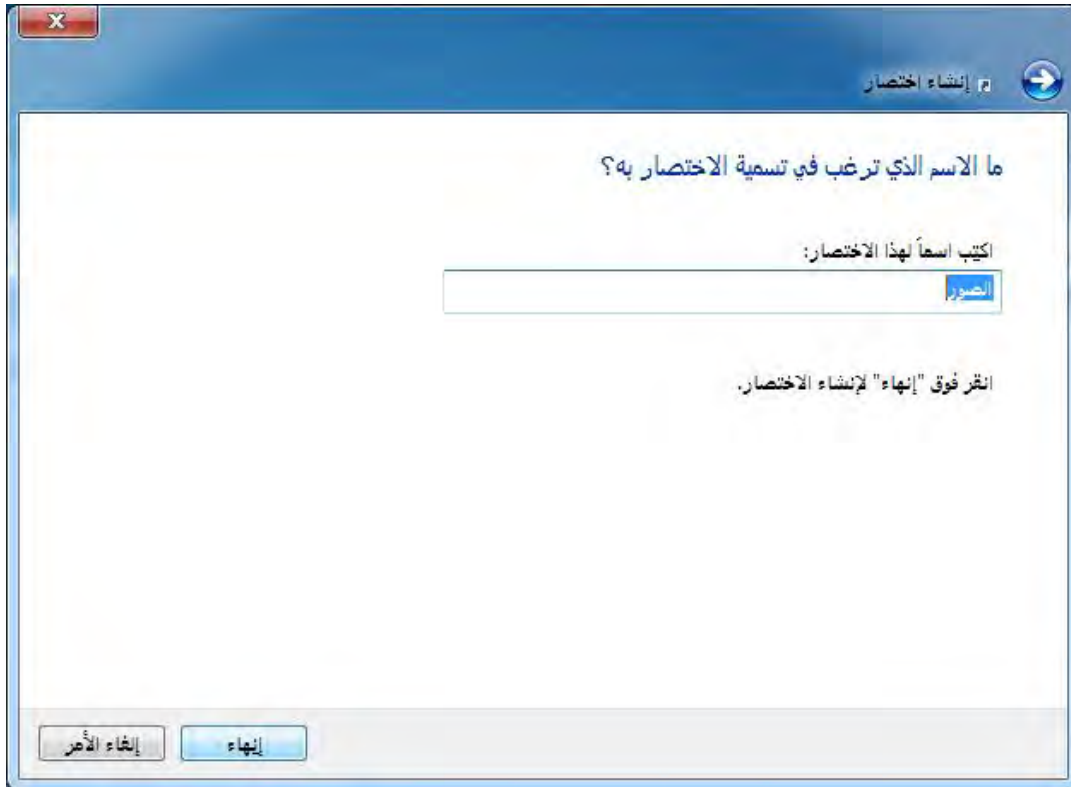 إنشاء اختصار
ما الاسم الذي ترغب في تسمية الاختصار به؟
اكتب اسماً لهذا الاختصار:
الصور
انقر فوق "إنهاء" لإنشاء الاختصار.
إنهاء
إلغاء الأمر